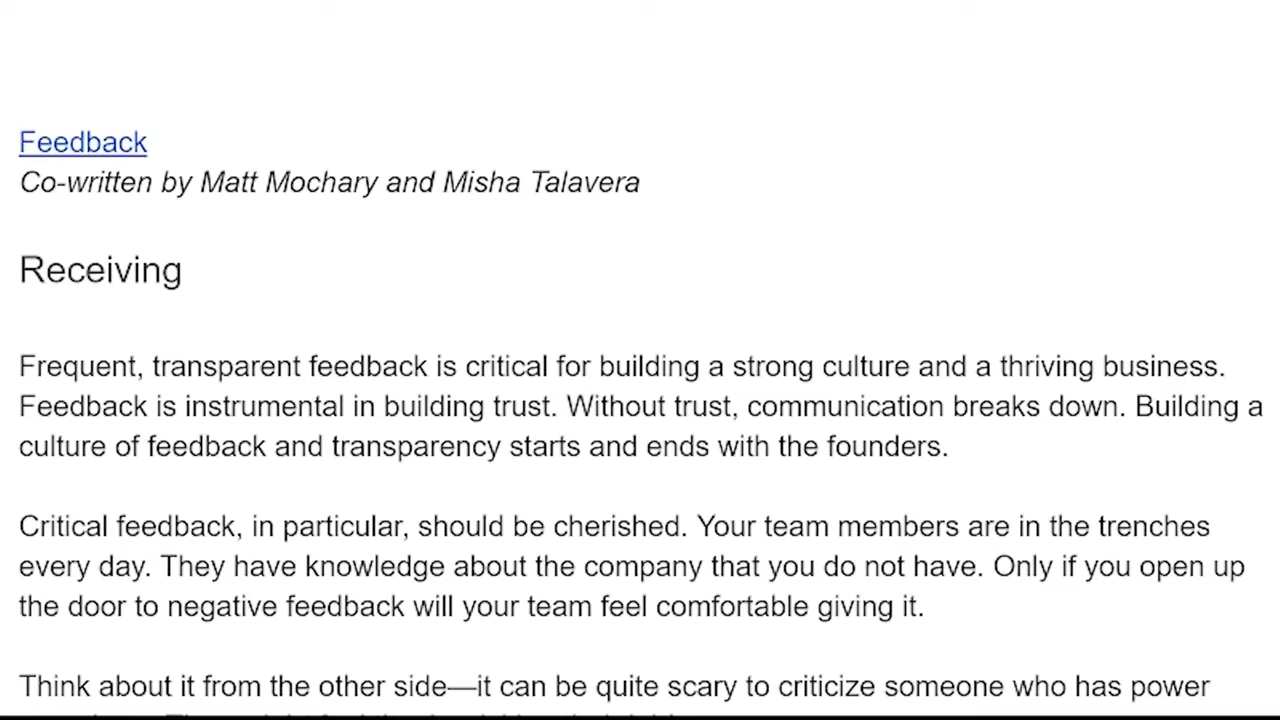 Feedback
Co-written by Matt Mochary and Misha Talavera
Receiving
Frequent, transparent feedback is critical for building a strong culture and a thriving business.
Feedback is instrumental in building trust. Without trust, communication breaks down. Building a
culture of feedback and transparency starts and ends with the founders.
Critical feedback, in particular, should be cherished. Your team members are in the trenches
every day. They have knowledge about the company that you do not have. Only if you open up
the door to negative feedback will your team feel comfortable giving it.
Think about it from the other side—it can be quite scary to criticize someone who has power